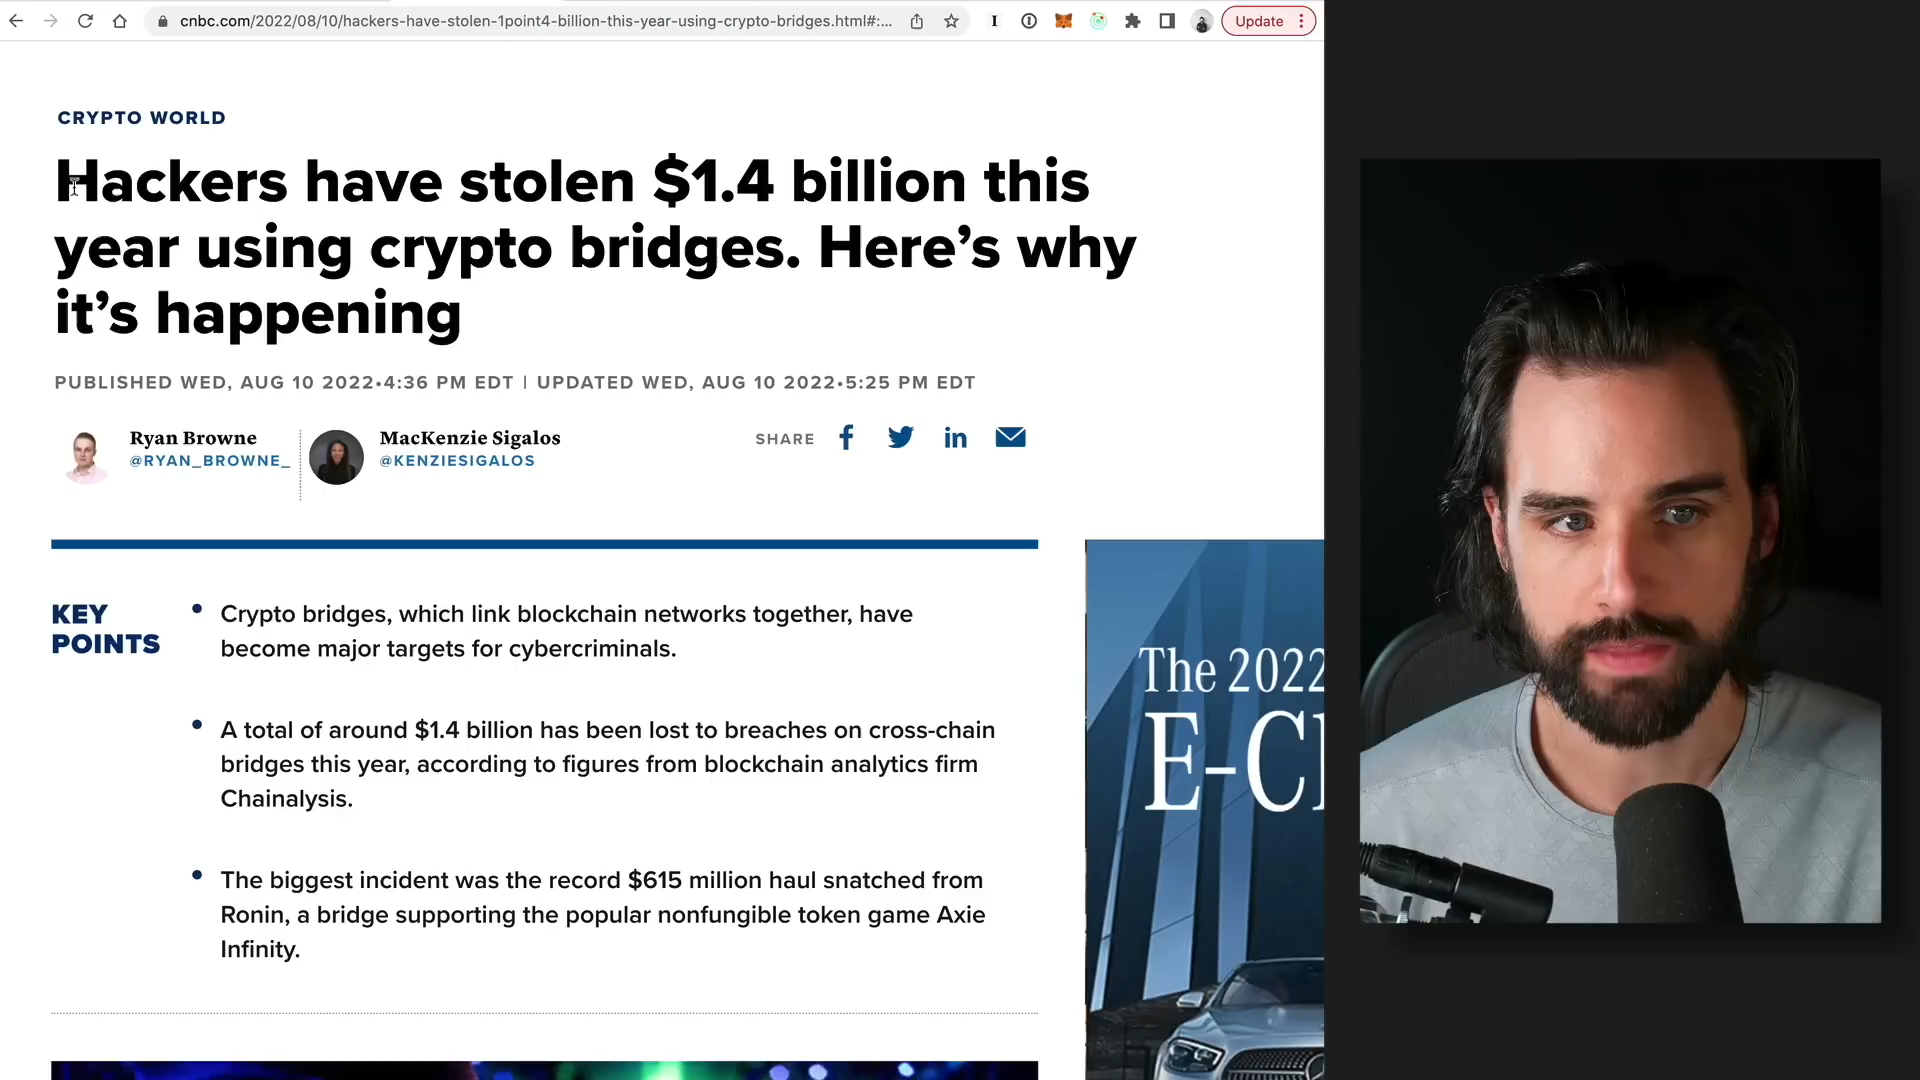 cnbc.com/2022/08/10/hackers-have-stolen-1point4-billion-this-year-using-crypto-bridges.html#:...
Update
CRYPTO WORLD
Hackers have stolen $1.4 billion this
year using crypto bridges. Here’s why
it’s happening
PUBLISHED WED, AUG 10 2022•4:36 PM EDT | UPDATED WED, AUG 10 2022•5:25 PM EDT
Ryan Browne
@RYAN_BROWNE_
MacKenzie Sigalos
@KENZIESIGALOS
SHARE
KEY
POINTS
Crypto bridges, which link blockchain networks together, have
become major targets for cybercriminals.
A total of around $1.4 billion has been lost to breaches on cross-chain
bridges this year, according to figures from blockchain analytics firm
Chainalysis.
The biggest incident was the record $615 million haul snatched from
Ronin, a bridge supporting the popular nonfungible token game Axie
Infinity.
The 2022
E-Cl